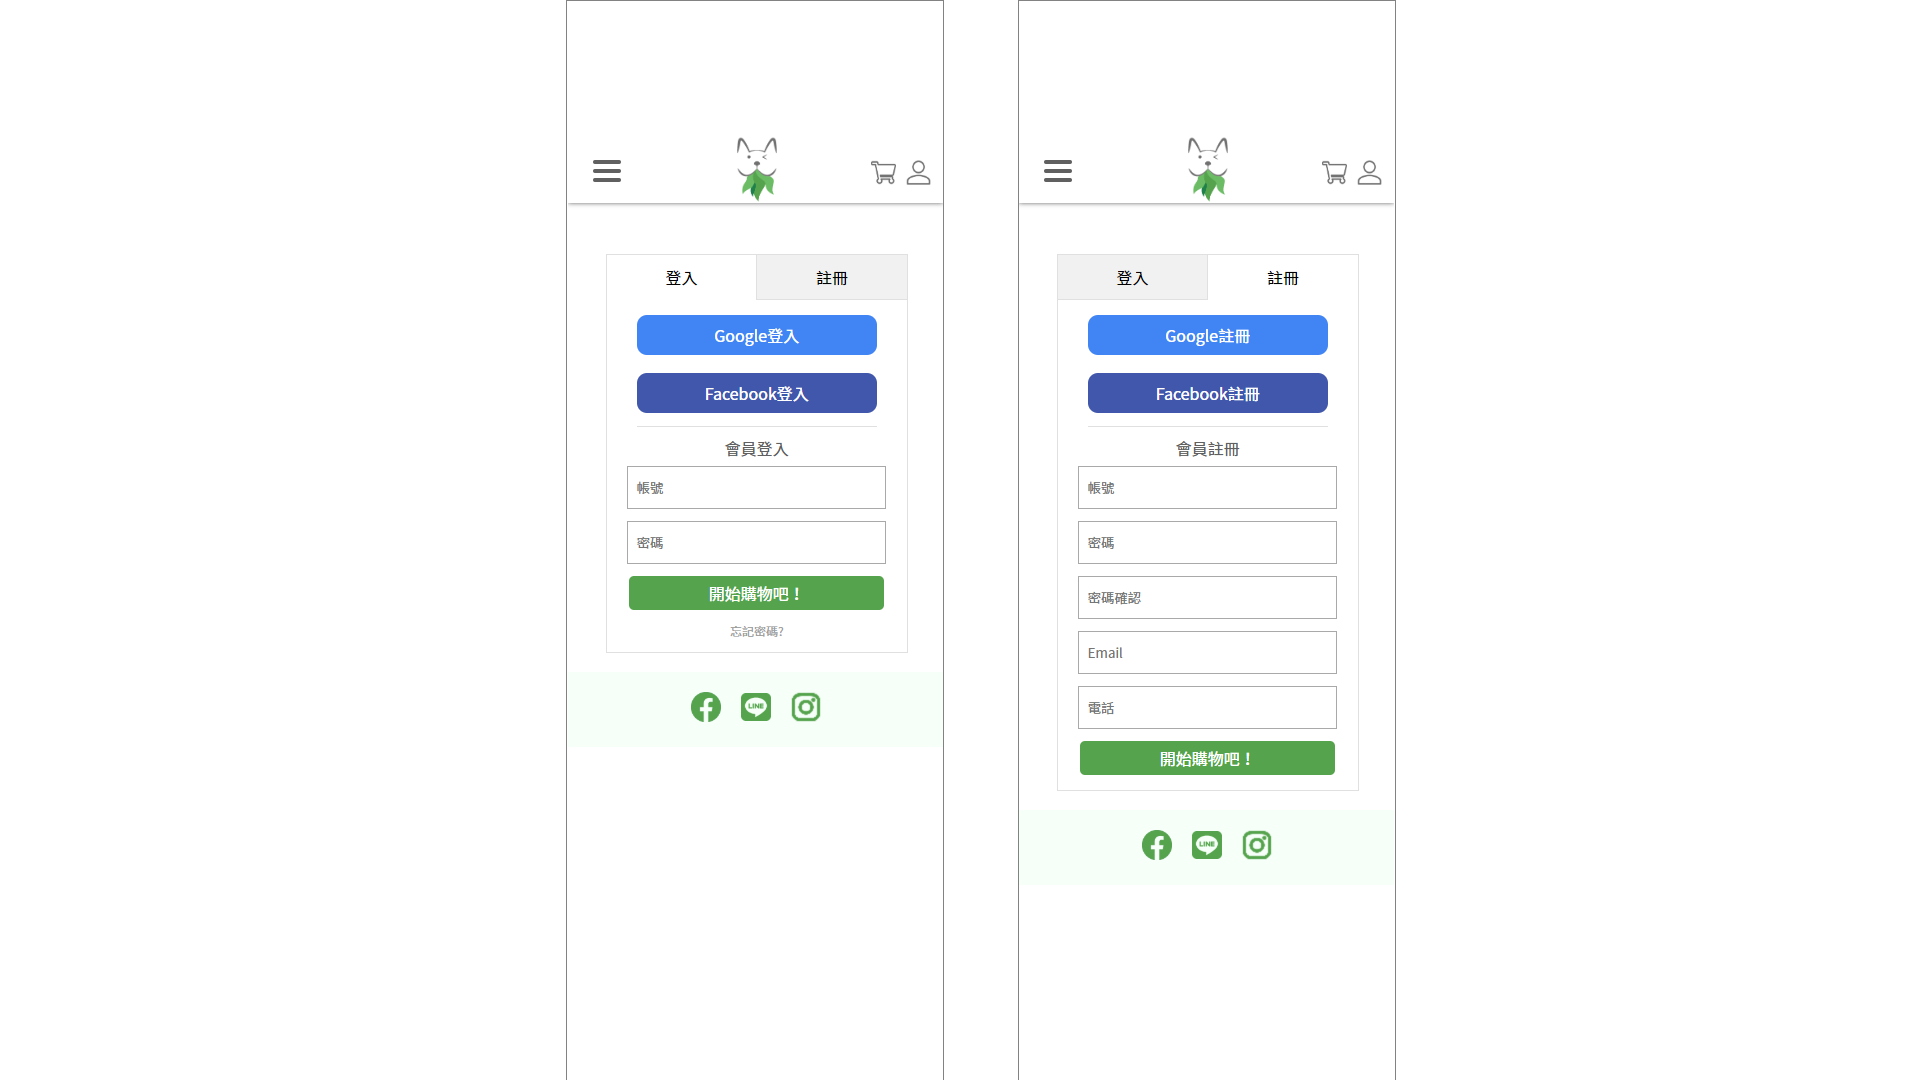 登入
註冊
Google登入
Facebook登入
會員登入
帳號
密碼
開始購物吧！
忘記密碼?
LINE
登入
註冊
Google註冊
Facebook註冊
會員註冊
帳號
密碼
密碼確認
Email
電話
開始購物吧！
LINE